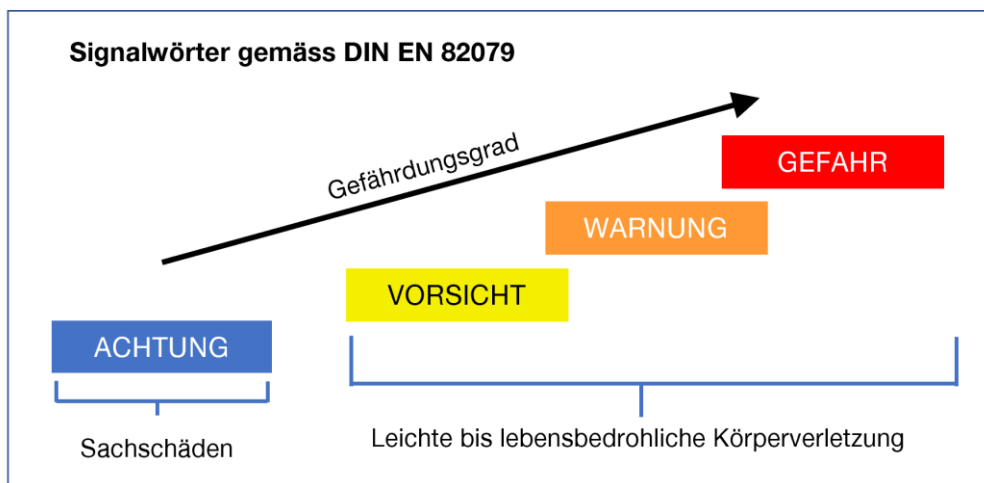 Signalwörter gemäss DIN EN 82079
Gefährdungsgrad
GEFAHR
WARNUNG
VORSICHT
ACHTUNG
Sachschäden
Leichte bis lebensbedrohliche Körperverletzung